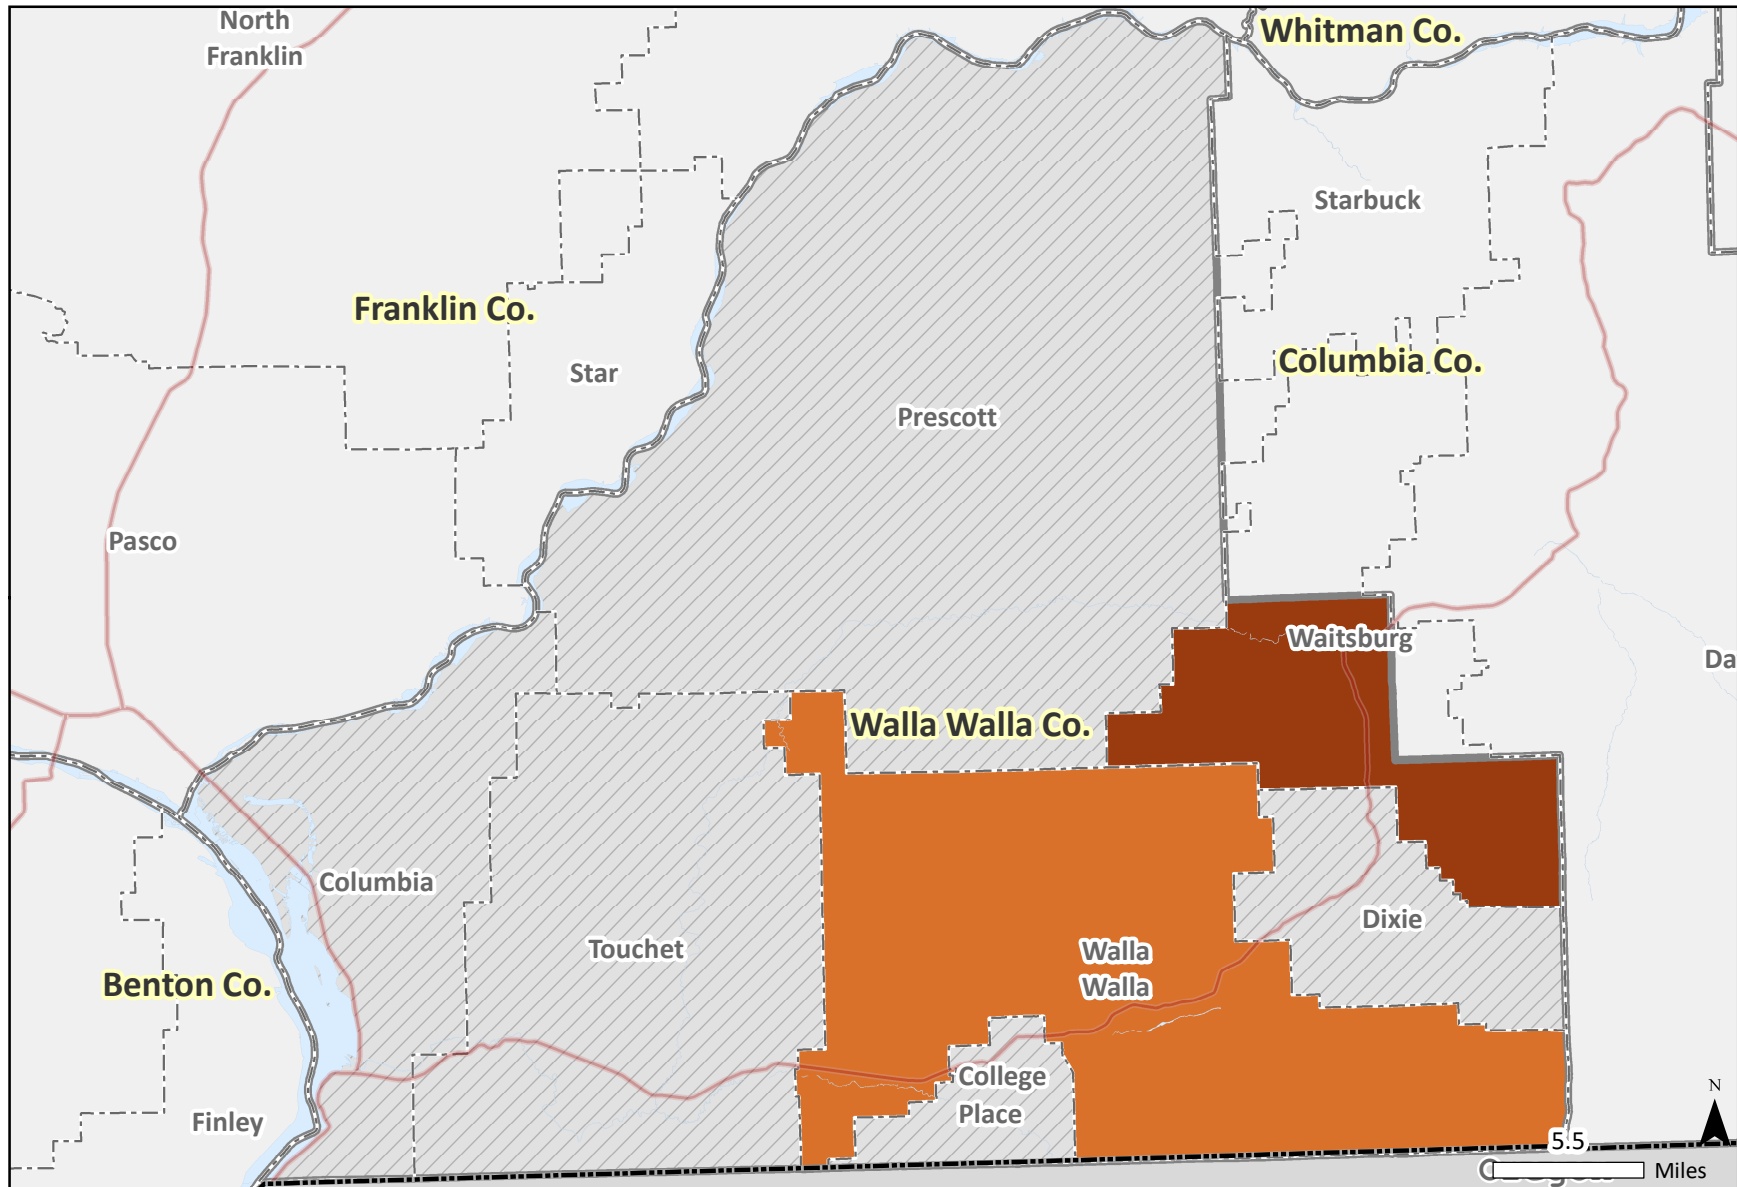 North
Franklin
Whitman Co.
Starbuck
Franklin Co.
Columbia Co.
Star
Prescott
Pasco
Waitsburg
Da
Walla Walla Co.
Columbia
Dixie
Touchet
Walla
Walla
Benton Co.
College
Place
Finley
N
5.5
Miles